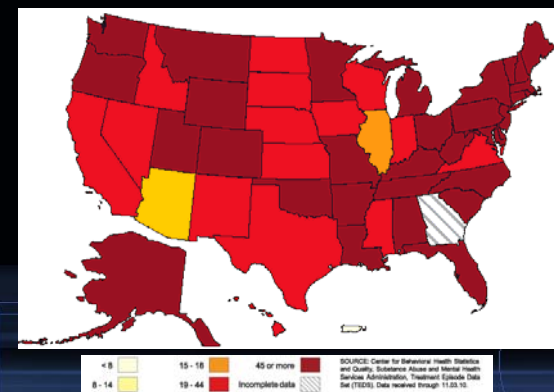 < 8
15 - 18
45 or more
8 - 14
19 - 44
Incomplete data
SOURCE: Center for Behavioral Health Statistics
and Quality, Substance Abuse and Mental Health
Services Administration, Treatment Episode Data
Set (TEDS). Data received through 11.03.10.